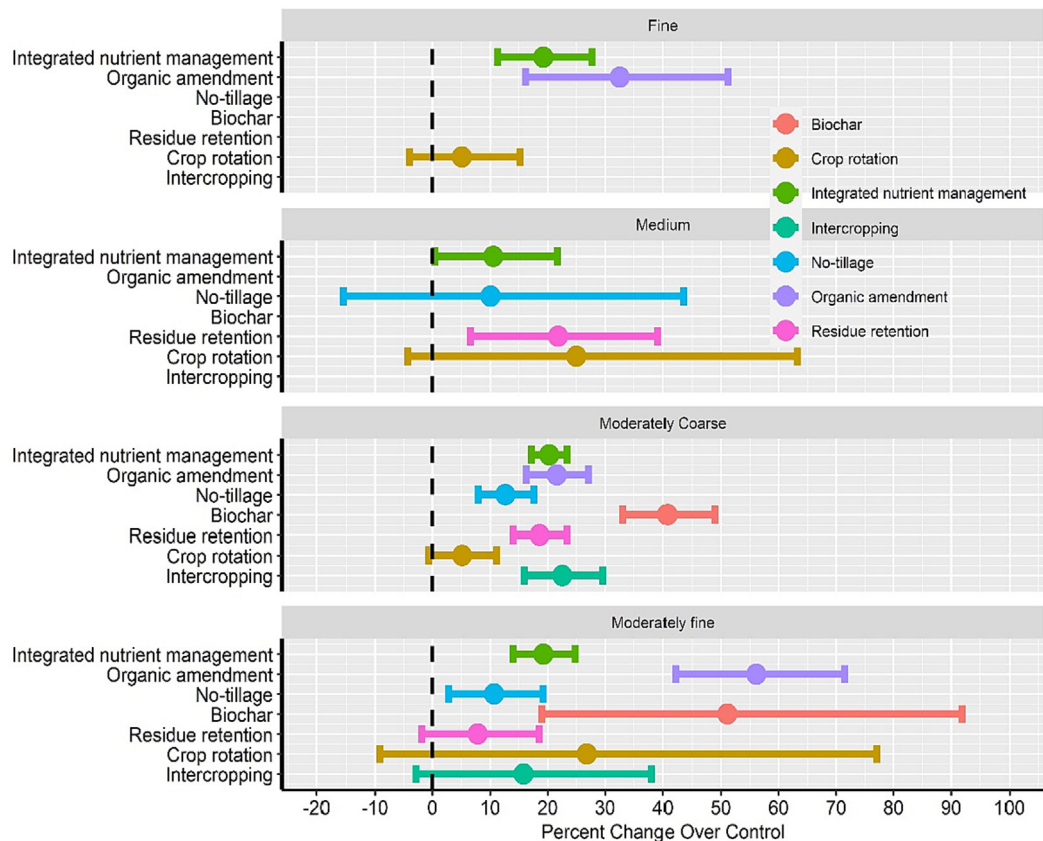 Fine
Integrated nutrient management
Organic amendment
No-tillage
Biochar
Residue retention
Crop rotation
Intercropping
Biochar
Crop rotation
Integrated nutrient management
Intercropping
No-tillage
Organic amendment
Residue retention
Medium
Integrated nutrient management
Organic amendment
No-tillage
Biochar
Residue retention
Crop rotation
Intercropping
Moderately Coarse
Integrated nutrient management
Organic amendment
No-tillage
Biochar
Residue retention
Crop rotation
Intercropping
Moderately fine
Integrated nutrient management
Organic amendment
No-tillage
Biochar
Residue retention
Crop rotation
Intercropping
-20 -10 0 10 20 30 40 50 60 70 80 90 100
Percent Change Over Control